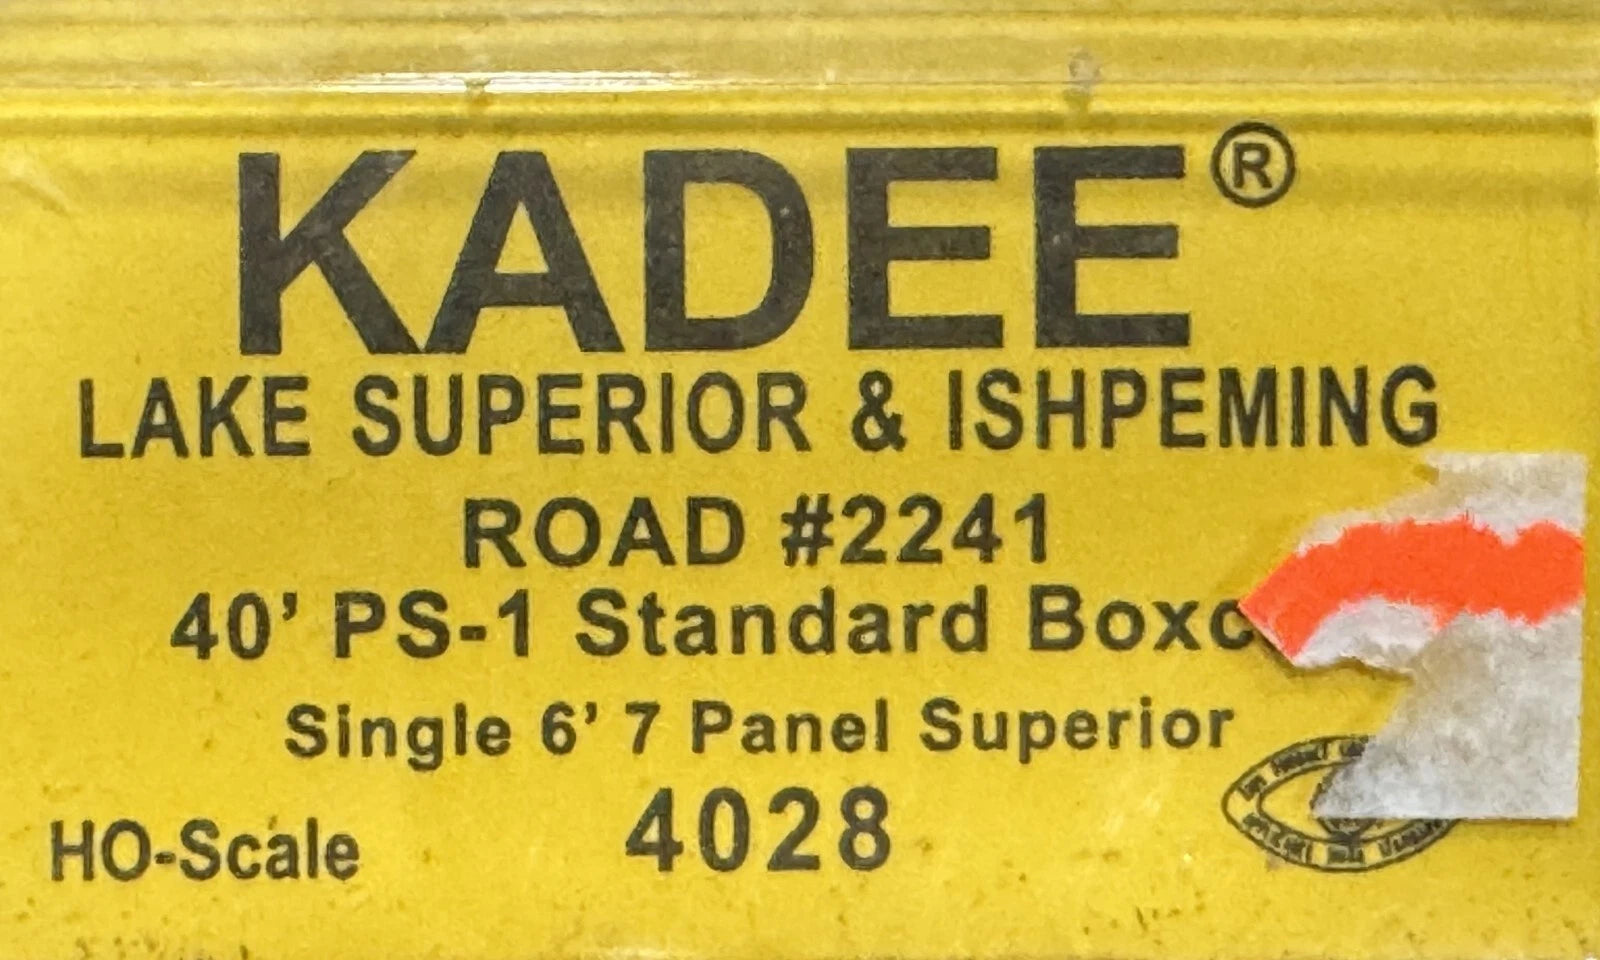 KADEE®
LAKE SUPERIOR & ISHPEMING
ROAD #2241
40' PS-1 Standard Boxc
Single 6' 7 Panel Superior
HO-Scale
4028